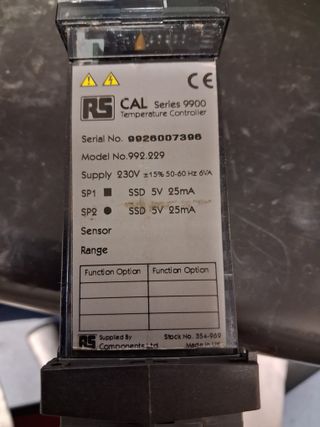 CE
RS CAL Series 9900
Temperature Controller
Serial No. 9926007396
Model No. 992.229
Supply 230V ±15% 50-60 Hz 6VA
SP1 ■ SSD 5V 25mA
SP2 ● SSD 5V 25mA
Sensor
Range
Function Option Function Option
RS Supplied By Stock No. 354-969
Components Ltd. Made in